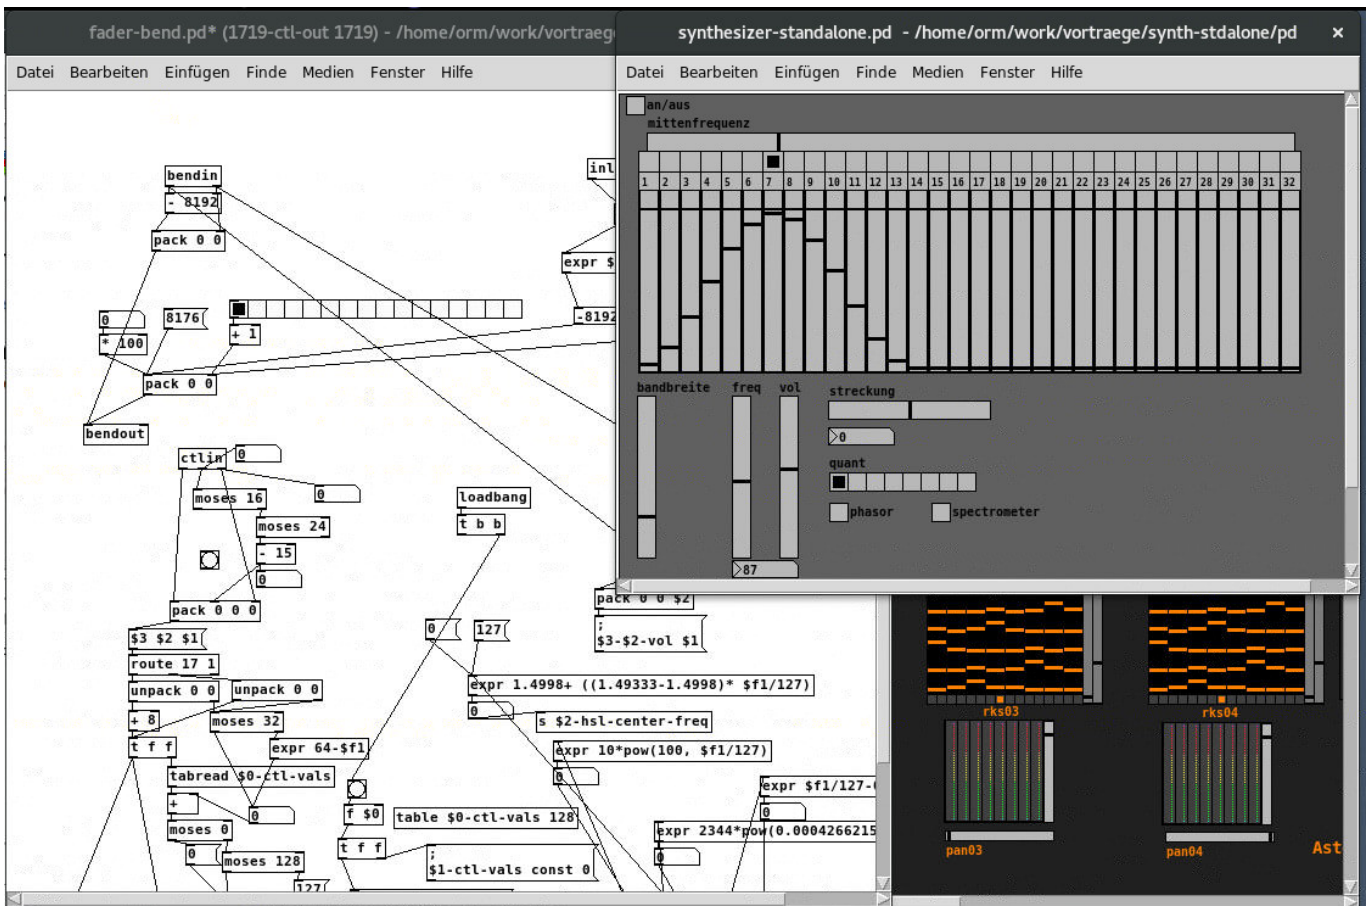 fader-bend.pd* (1719-ctl-out 1719) - /home/orm/work/vortraeg
Datei Bearbeiten Einfügen Finde Medien Fenster Hilfe
bendin
- 8192
pack 0 0
0
8176
* 100
+ 1
pack 0 0
bendout
ctlin
0
moses 16
0
moses 24
- 15
0
pack 0 0 0
$3 $2 $1
route 17 1
unpack 0 0
unpack 0 0
+ 8
moses 32
t f f
expr 64-$f1
tabread $0-ctl-vals
+
0
moses 0
0
moses 128
127
loadbang
t b b
0
127
f $0
table $0-ctl-vals 128
t f f
;
$1-ctl-vals const 0
inl
expr $
-8192
pack 0 0 $2
;
$3-$2-vol $1
expr 1.4998+ ((1.49333-1.4998)* $f1/127)
0
s $2-hsl-center-freq
expr 10*pow(100, $f1/127)
0
expr $f1/127-
0
expr 2344*pow(0.0004266215
0
synthesizer-standalone.pd - /home/orm/work/vortraege/synth-stdalone/pd
Datei Bearbeiten Einfügen Finde Medien Fenster Hilfe
an/aus
mittenfrequenz
1 2 3 4 5 6 7 8 9 10 11 12 13 14 15 16 17 18 19 20 21 22 23 24 25 26 27 28 29 30 31 32
bandbreite freq vol
streckung
0
quant
phasor spectrometer
87
rks03 rks04
pan03 pan04
Ast